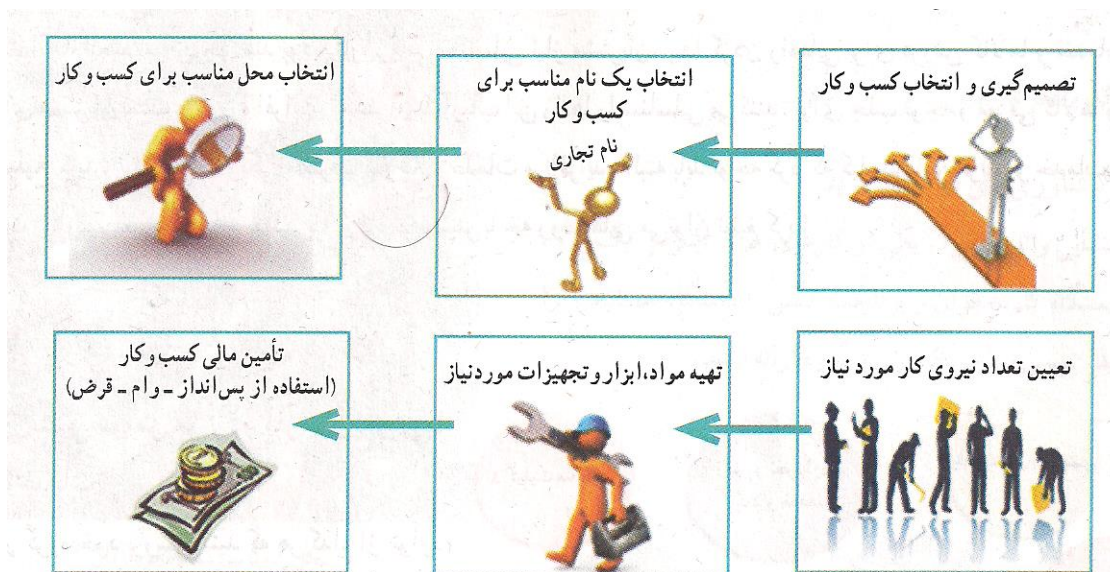 تصمیم‌گیری و انتخاب کسب و کار
انتخاب یک نام مناسب برای
کسب و کار
نام تجاری
انتخاب محل مناسب برای کسب و کار
تعیین تعداد نیروی کار مورد نیاز
تهیه مواد،ابزار و تجهیزات موردنیاز
تأمین مالی کسب و کار
(استفاده از پس‌انداز ـ وام ـ قرض)